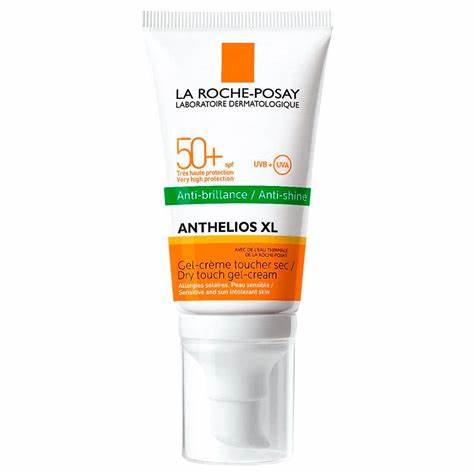 LA ROCHE-POSAY
LABORATOIRE DERMATOLOGIQUE
50+ spf
UVB + UVA
Très haute protection
Very high protection
Anti-brillance / Anti-shine
ANTHELIOS XL
AVEC DE L'EAU THERMALE
DE LA ROCHE-POSAY
Gel-crème toucher sec /
Dry touch gel-cream
Allergies solaires, Peau sensible /
Sensitive and sun intolerant skin